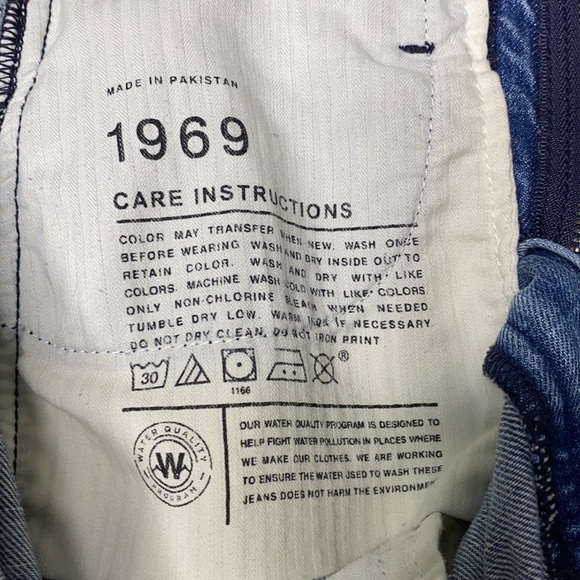 MADE IN PAKISTAN
1969
CARE INSTRUCTIONS
COLOR MAY TRANSFER WHEN NEW. WASH ONCE
BEFORE WEARING WASH AND DRY INSIDE OUT TO
RETAIN COLOR. WASH AND DRY WITH LIKE
COLORS. MACHINE WASH COLD WITH LIKE COLORS
ONLY NON-CHLORINE BLEACH WHEN NEEDED.
TUMBLE DRY LOW. WARM IRON IF NECESSARY
DO NOT DRY CLEAN. DO NOT IRON PRINT
30
®
1166
WATER QUALITY
W
PROGRAM
OUR WATER QUALITY PROGRAM IS DESIGNED TO
HELP FIGHT WATER POLLUTION IN PLACES WHERE
WE MAKE OUR CLOTHES. WE ARE WORKING
TO ENSURE THE WATER USED TO WASH THESE
JEANS DOES NOT HARM THE ENVIRONMENT